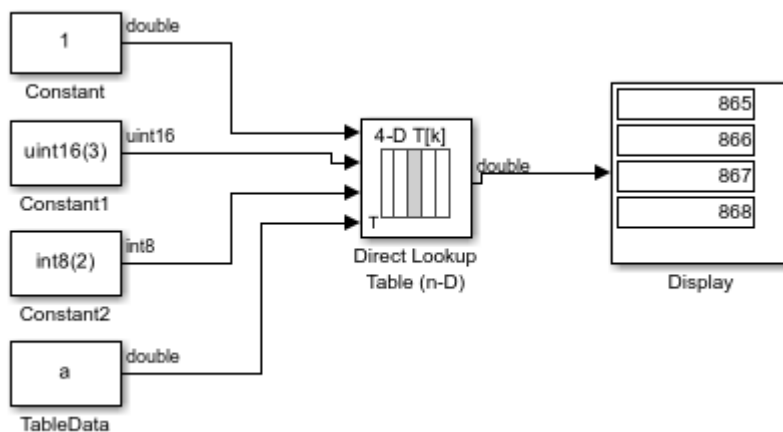 1
double
Constant
uint16(3)
uint16
Constant1
int8(2)
int8
Constant2
a
double
TableData
4-D T[k]
T
Direct Lookup
Table (n-D)
double
865
866
867
868
Display